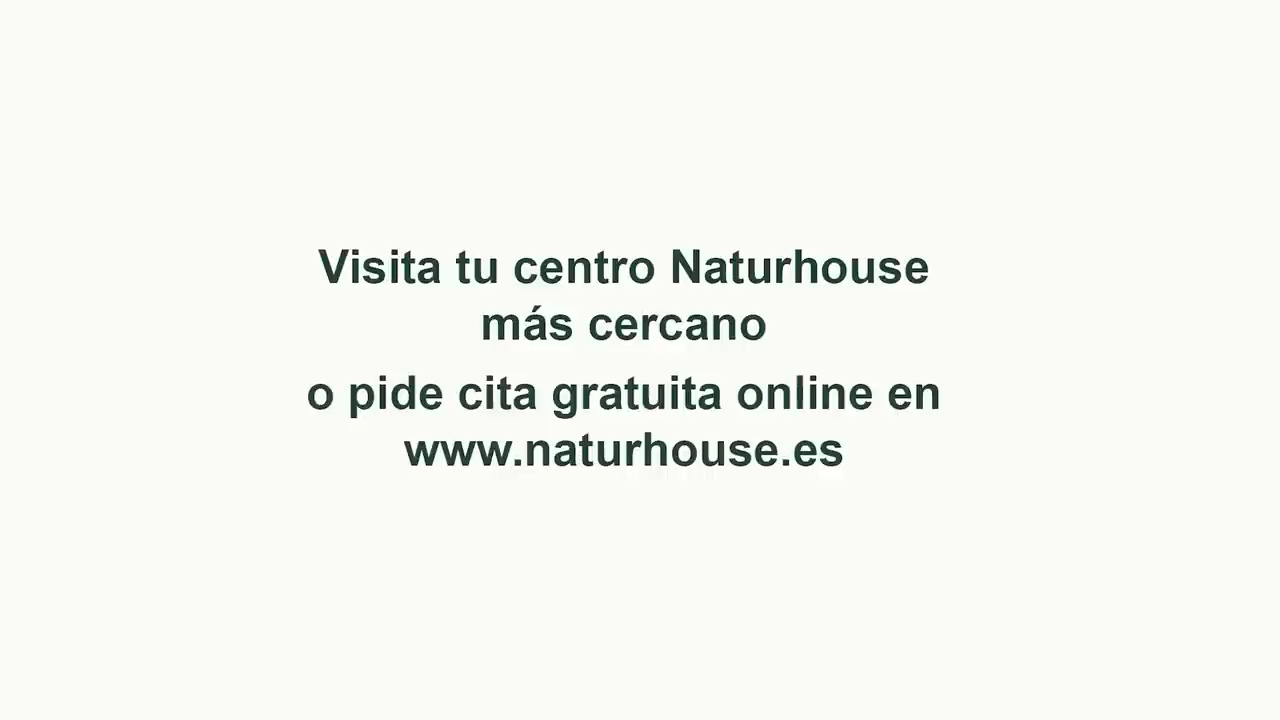 Visita tu centro Naturhouse
más cercano
o pide cita gratuita online en
www.naturhouse.es